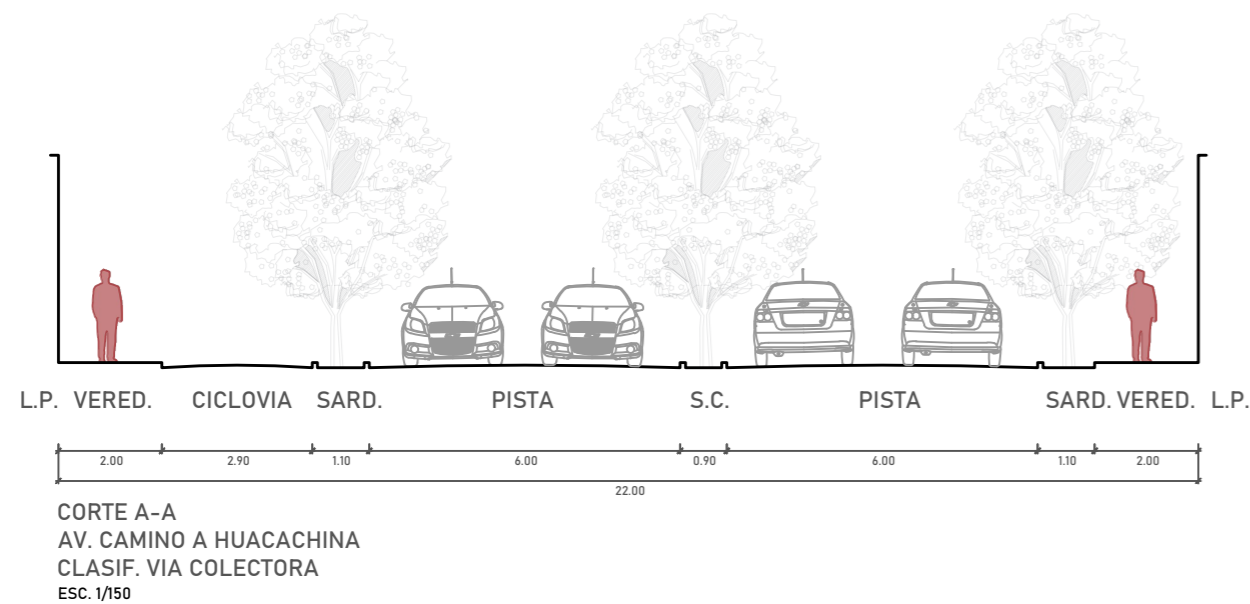 L.P. VERED. CICLOVIA SARD. PISTA S.C. PISTA SARD. VERED. L.P.
2.00 2.90 1.10 6.00 0.90 6.00 1.10 2.00
22.00
CORTE A-A
AV. CAMINO A HUACACHINA
CLASIF. VIA COLECTORA
ESC. 1/150